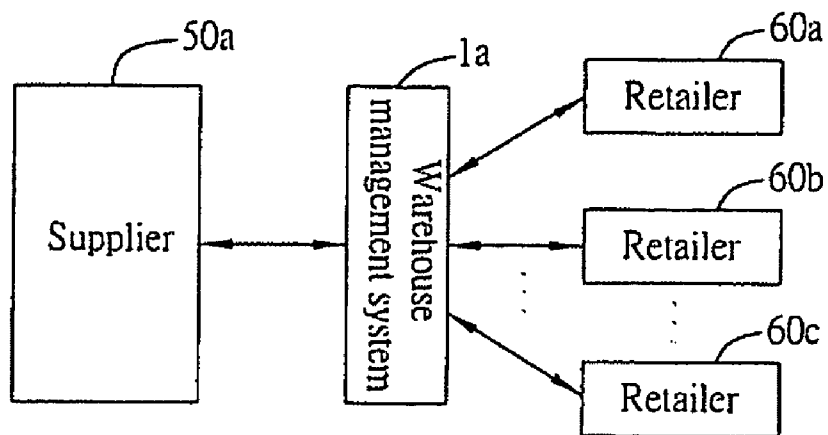 50a
1a
60a
Supplier
Warehouse
management system
Retailer
60b
Retailer
60c
Retailer